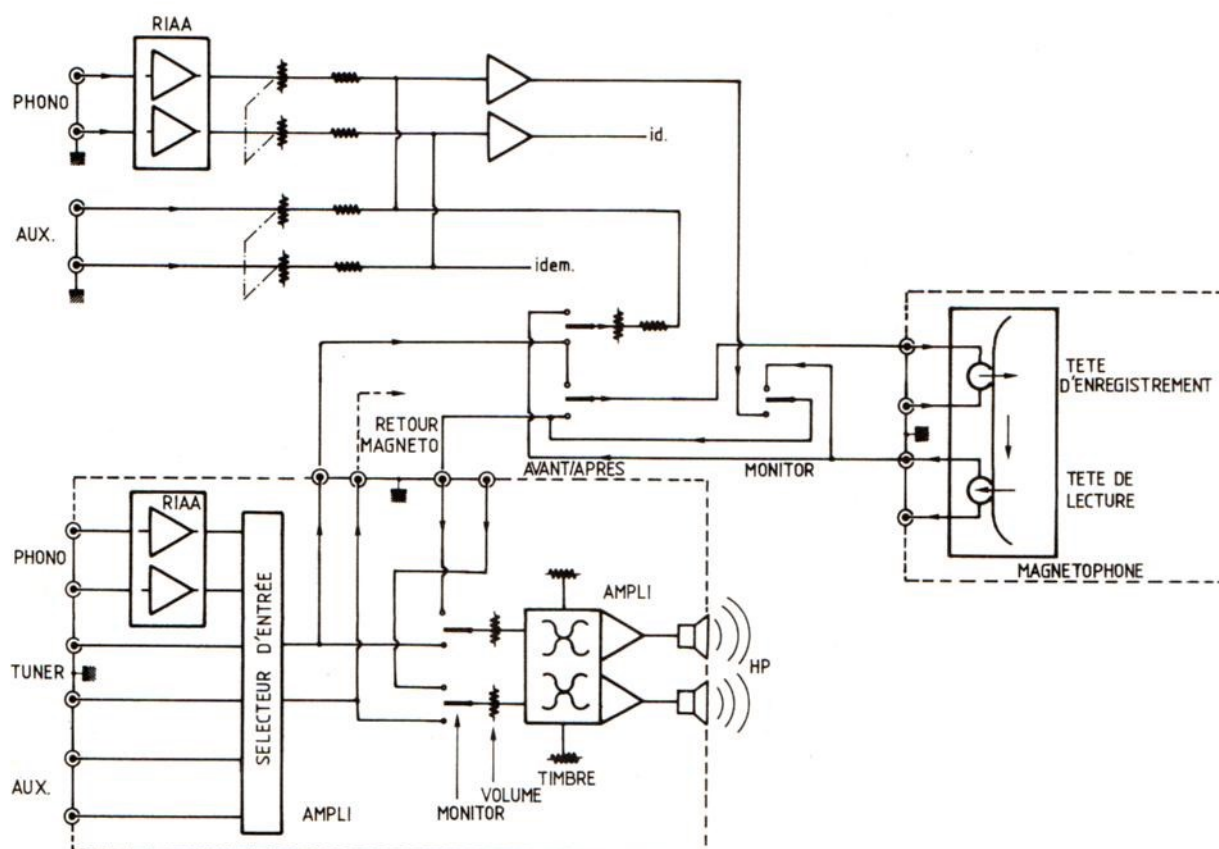 RIAA
PHONO
id.
AUX.
idem.
TETE
D'ENREGISTREMENT
RETOUR
MAGNETO
AVANT/APRÈS
MONITOR
TETE DE
LECTURE
MAGNETOPHONE
RIAA
PHONO
SELECTEUR D'ENTRÉE
AMPLI
TUNER
HP
AUX.
AMPLI
MONITOR
VOLUME
TIMBRE